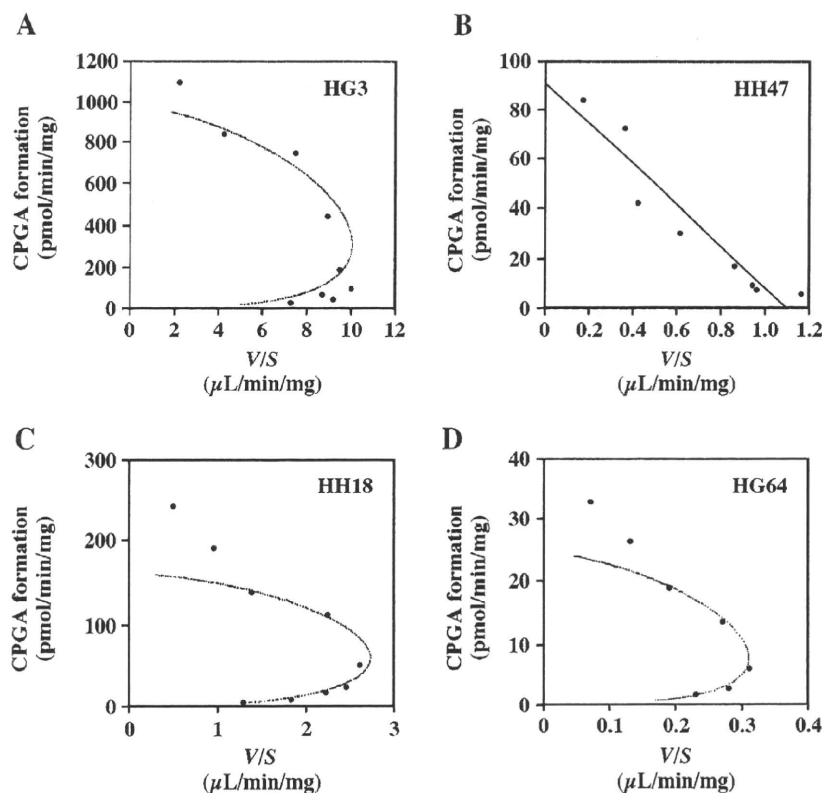 A
HG3
CPGA formation
(pmol/min/mg)
1200
1000
800
600
400
200
0
0 2 4 6 8 10 12
V/S
(µL/min/mg)
B
HH47
CPGA formation
(pmol/min/mg)
100
80
60
40
20
0
0 0.2 0.4 0.6 0.8 1.0 1.2
V/S
(µL/min/mg)
C
HH18
CPGA formation
(pmol/min/mg)
300
200
100
0
0 1 2 3
V/S
(µL/min/mg)
D
HG64
CPGA formation
(pmol/min/mg)
40
30
20
10
0
0 0.1 0.2 0.3 0.4
V/S
(µL/min/mg)